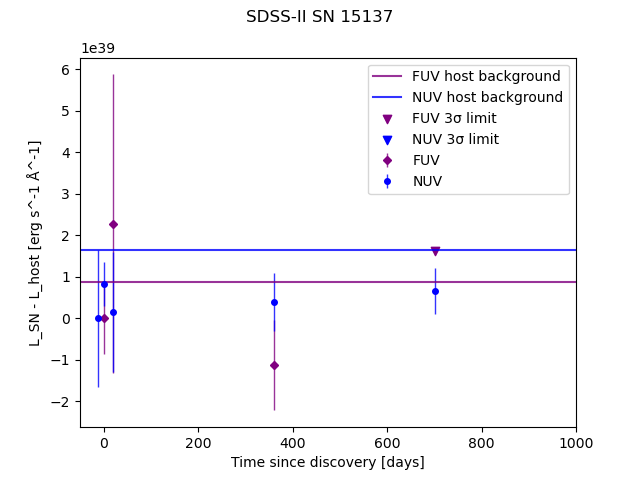 SDSS-II SN 15137
1e39
FUV host background
NUV host background
FUV 3σ limit
NUV 3σ limit
FUV
NUV
6
5
4
3
2
1
0
−1
−2
L_SN - L_host [erg s^-1 Å^-1]
0 200 400 600 800 1000
Time since discovery [days]